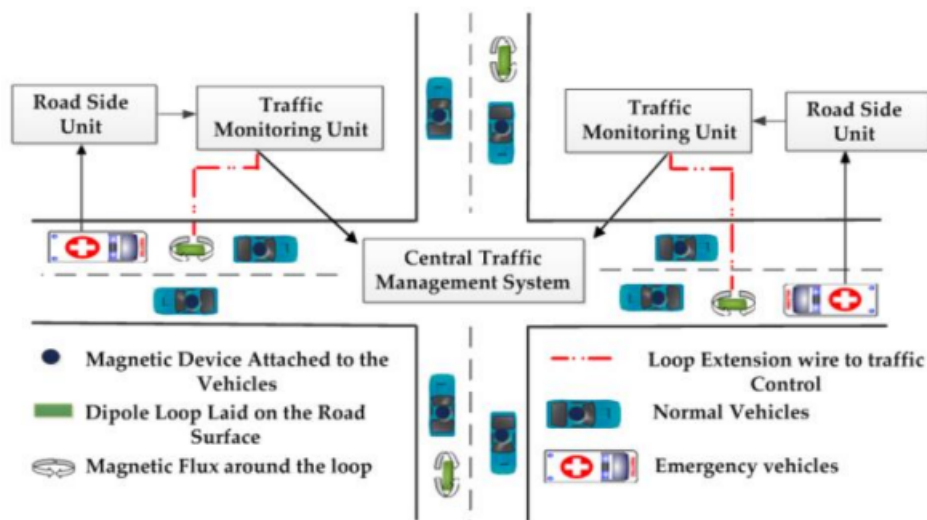 Road Side
Unit
Traffic
Monitoring Unit
Traffic
Monitoring Unit
Road Side
Unit
Central Traffic
Management System
Magnetic Device Attached to the
Vehicles
Dipole Loop Laid on the Road
Surface
Magnetic Flux around the loop
Loop Extension wire to traffic
Control
Normal Vehicles
Emergency vehicles